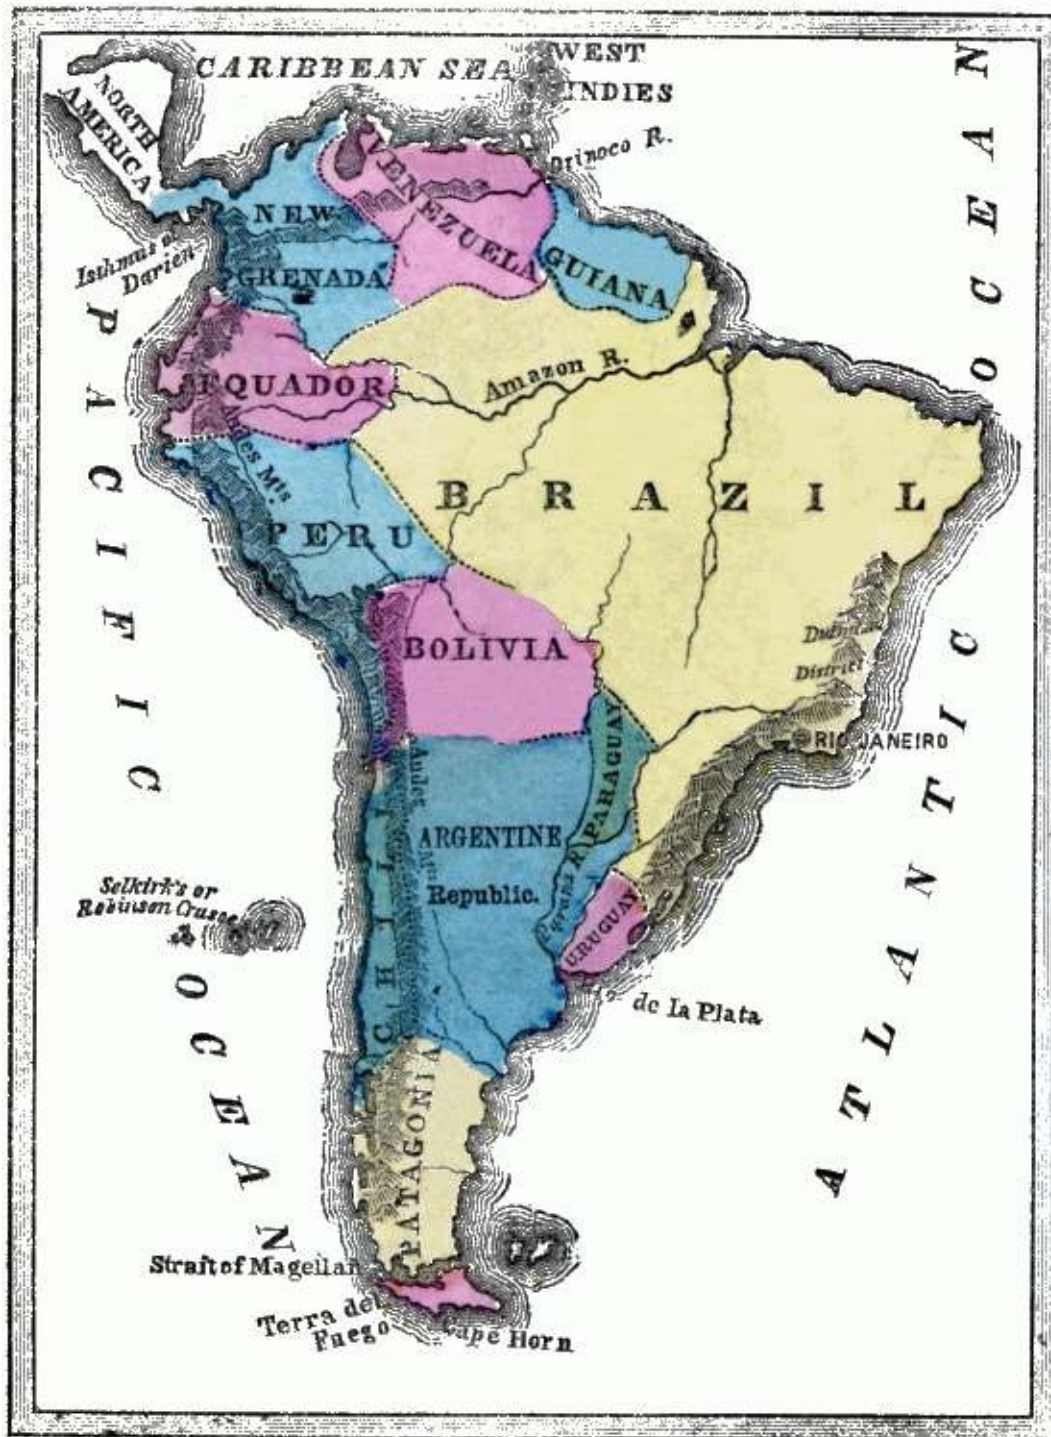 CARIBBEAN SEA
WEST
INDIES
NORTH
AMERICA
Orinoco R.
VENEZUELA
NEW
GRENADA
GUIANA
Isthmus of
Darien
EQUADOR
Amazon R.
Andes Mts
BRAZIL
PERU
BOLIVIA
District
RIO JANEIRO
PARAGUAY
Andes
CHILI
ARGENTINE
Republic.
Parana R.
URUGUAY
Selkirk's or
Robinson Crusoe
de la Plata
PATAGONIA
Strait of Magellan
Terra del
Fuego
Cape Horn
PACIFIC OCEAN
ATLANTIC OCEAN